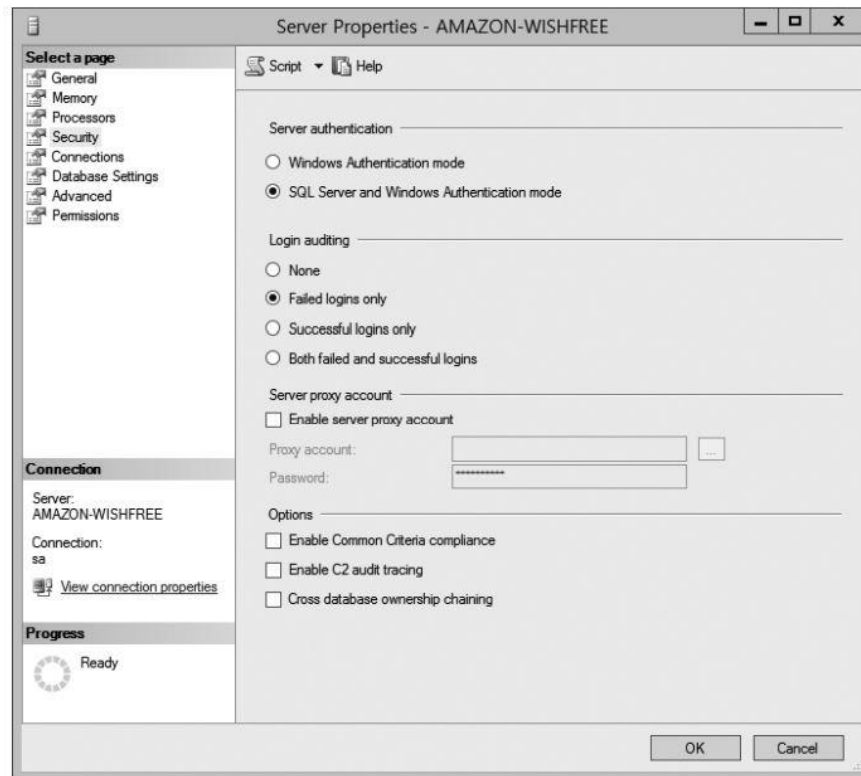 Server Properties - AMAZON-WISHFREE
Select a page
General
Memory
Processors
Security
Connections
Database Settings
Advanced
Permissions
Connection
Server:
AMAZON-WISHFREE
Connection:
sa
View connection properties
Progress
Ready
Script
Help
Server authentication
Windows Authentication mode
SQL Server and Windows Authentication mode
Login auditing
None
Failed logins only
Successful logins only
Both failed and successful logins
Server proxy account
Enable server proxy account
Proxy account:
...
Password:
**********
Options
Enable Common Criteria compliance
Enable C2 audit tracing
Cross database ownership chaining
OK
Cancel